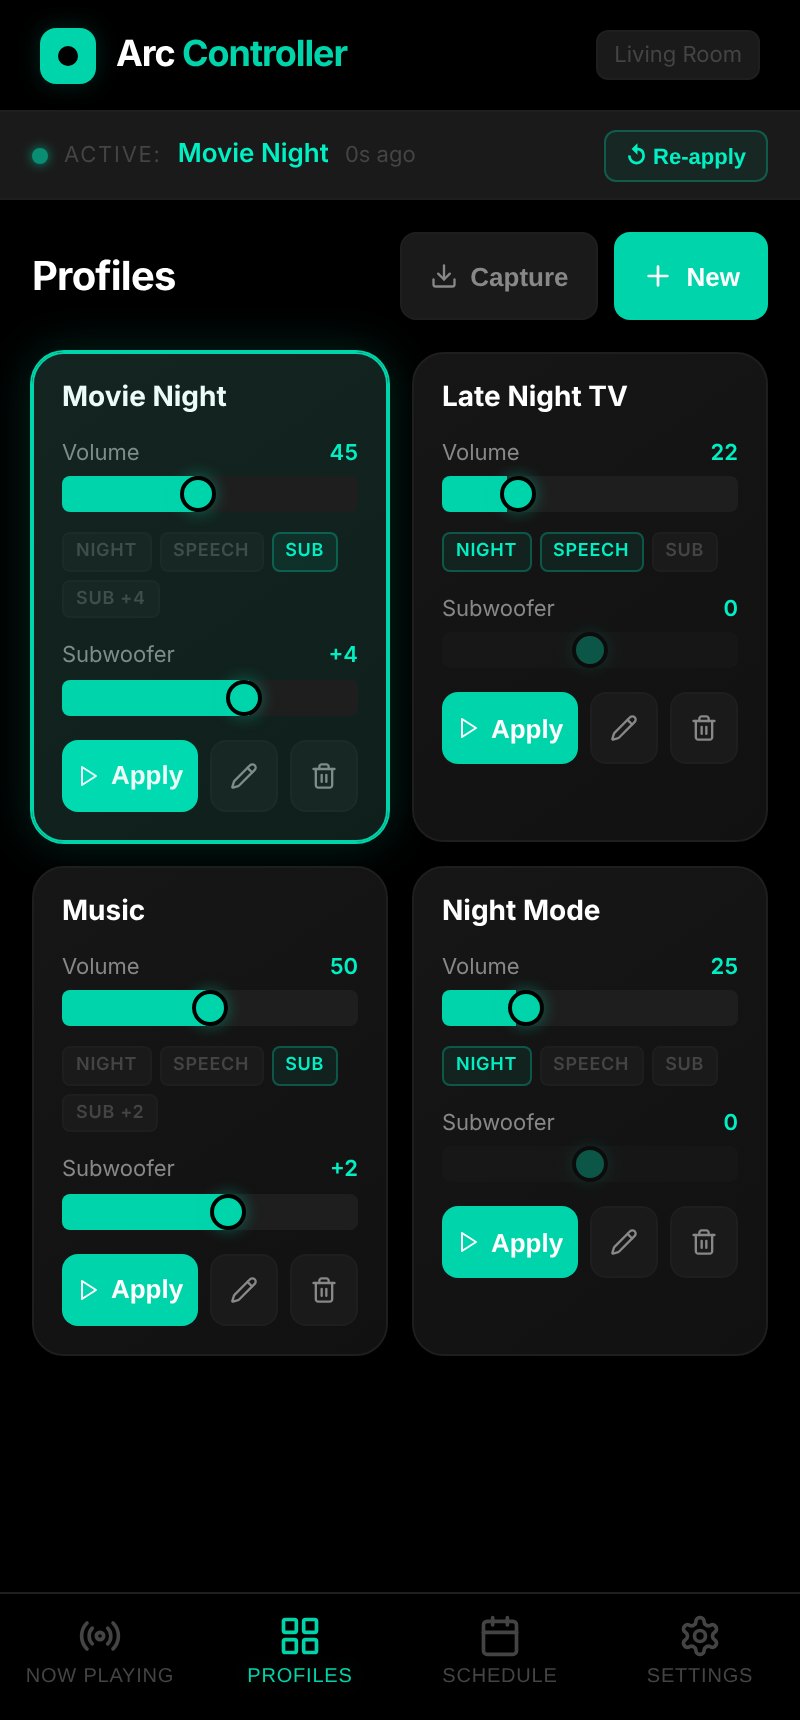 Arc Controller
Living Room
ACTIVE: Movie Night 0s ago
Re-apply
Profiles
Capture
New
Movie Night
Volume 45
NIGHT SPEECH SUB
SUB +4
Subwoofer +4
Apply
Late Night TV
Volume 22
NIGHT SPEECH SUB
Subwoofer 0
Apply
Music
Volume 50
NIGHT SPEECH SUB
SUB +2
Subwoofer +2
Apply
Night Mode
Volume 25
NIGHT SPEECH SUB
Subwoofer 0
Apply
NOW PLAYING
PROFILES
SCHEDULE
SETTINGS